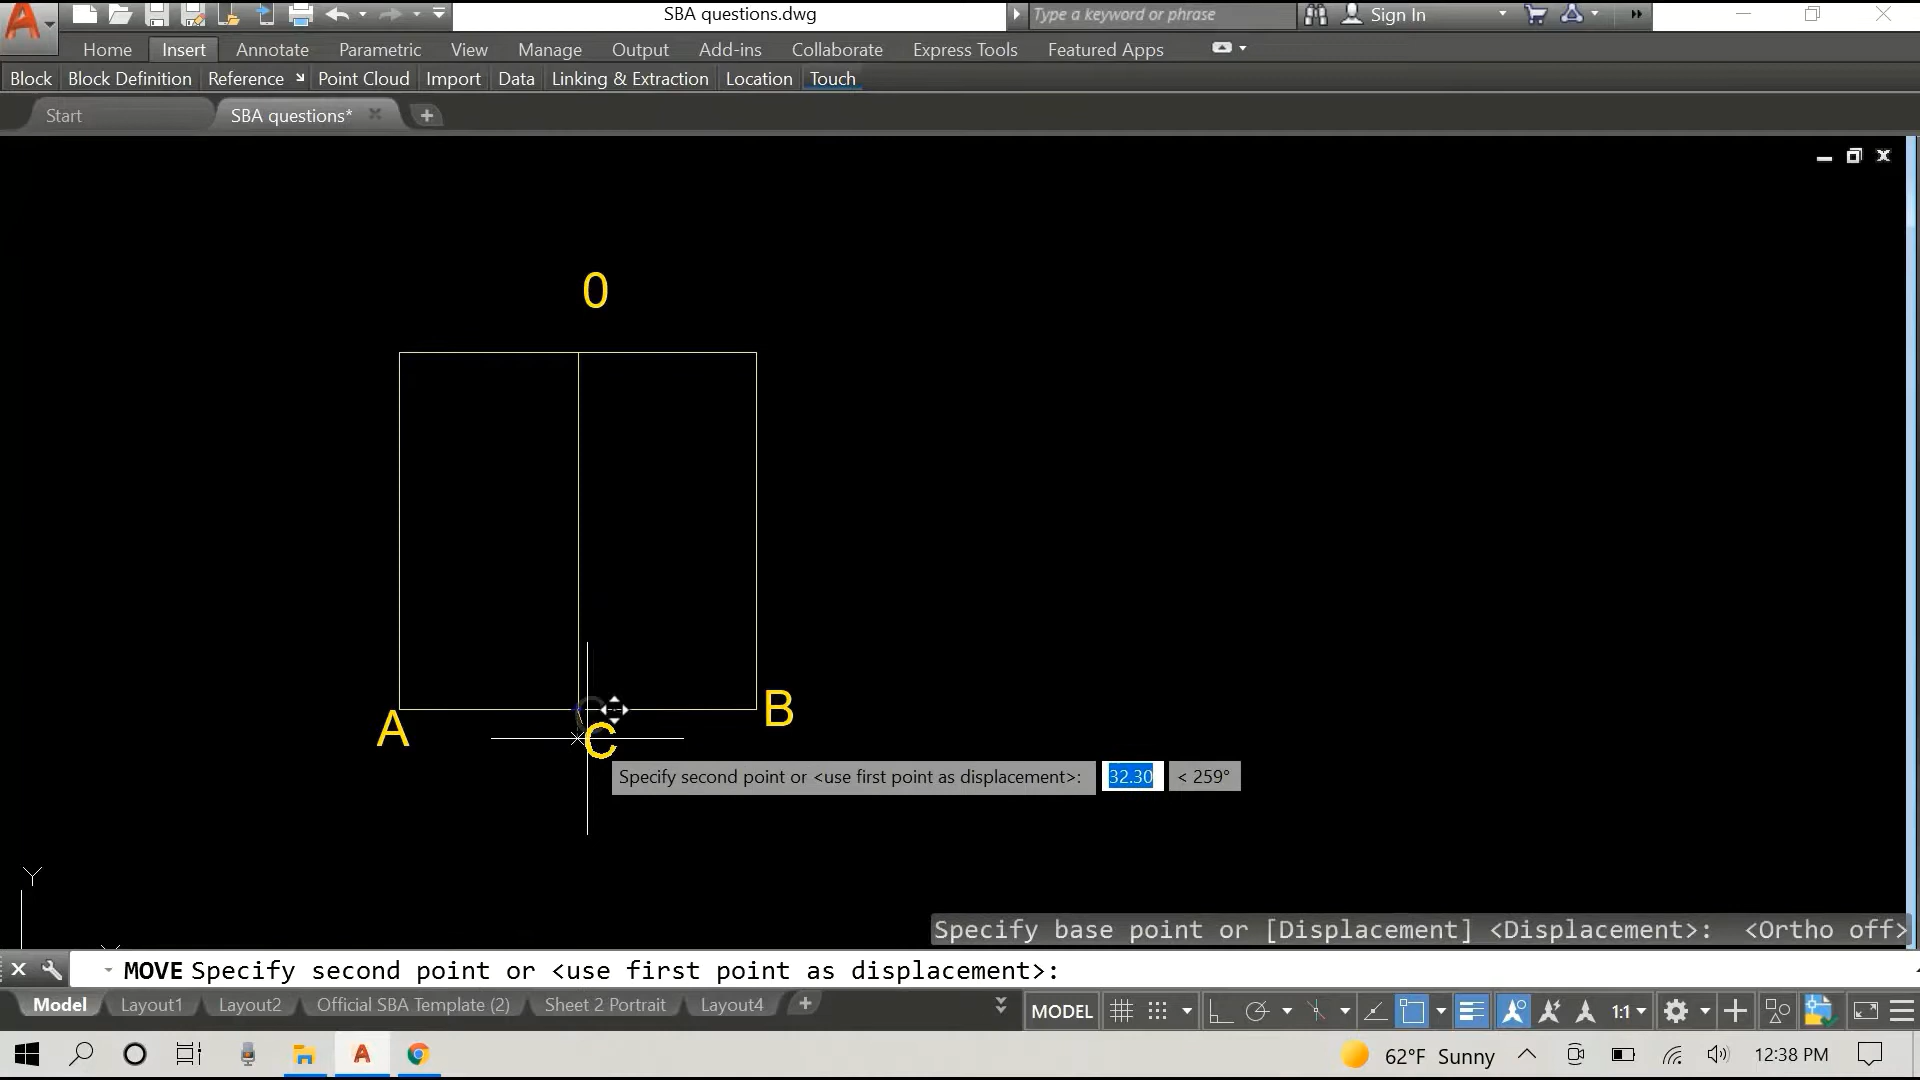 SBA questions.dwg
Type a keyword or phrase
Sign In
Home Insert Annotate Parametric View Manage Output Add-ins Collaborate Express Tools Featured Apps
Block Block Definition Reference Point Cloud Import Data Linking & Extraction Location Touch
Start SBA questions*
0
A
B
C
Specify second point or <use first point as displacement>: 32.30 < 259°
Y
Specify base point or [Displacement] <Displacement>: <Ortho off>
MOVE Specify second point or <use first point as displacement>:
Model Layout1 Layout2 Official SBA Template (2) Sheet 2 Portrait Layout4 MODEL 1:1
62°F Sunny 12:38 PM